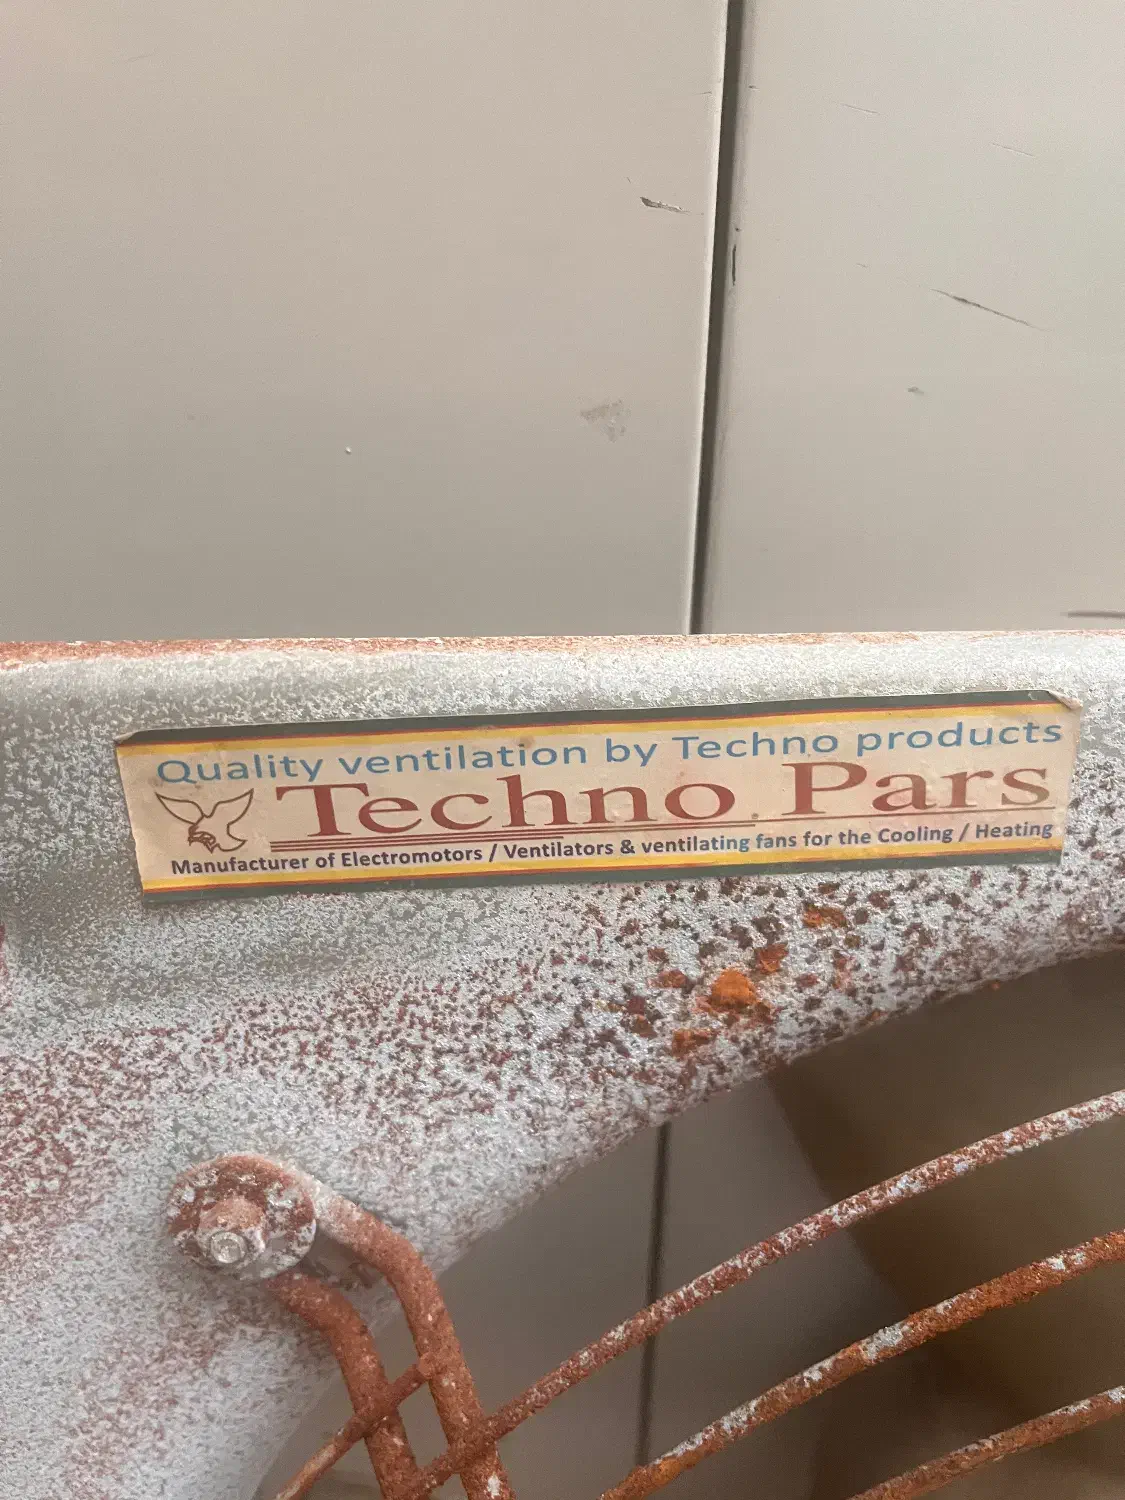 Quality ventilation by Techno products
Techno Pars
Manufacturer of Electromotors / Ventilators & ventilating fans for the Cooling / Heating